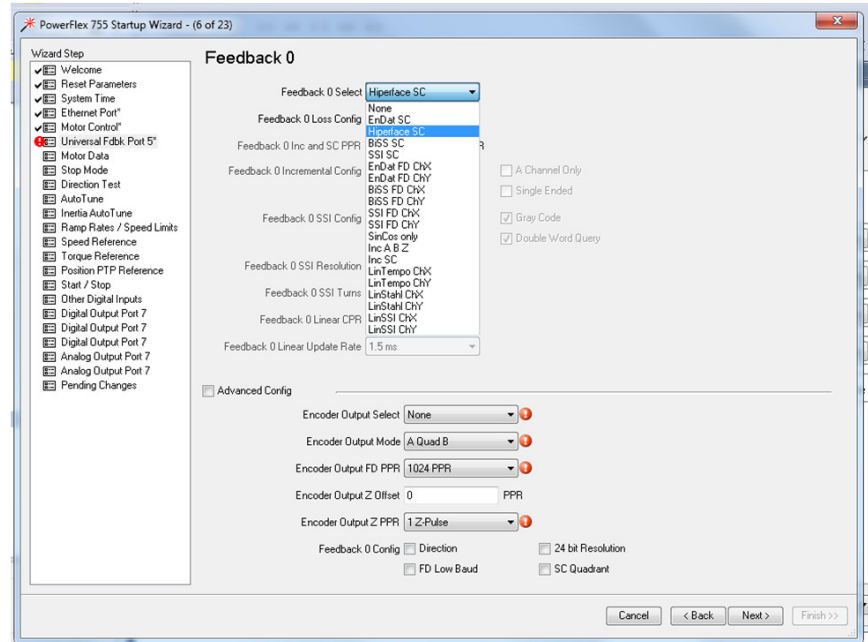 PowerFlex 755 Startup Wizard - (6 of 23)
Wizard Step
Welcome
Reset Parameters
System Time
Ethernet Port*
Motor Control*
Universal Fdbk Port 5*
Motor Data
Stop Mode
Direction Test
AutoTune
Inertia AutoTune
Ramp Rates / Speed Limits
Speed Reference
Torque Reference
Position PTP Reference
Start / Stop
Other Digital Inputs
Digital Output Port 7
Digital Output Port 7
Digital Output Port 7
Analog Output Port 7
Analog Output Port 7
Pending Changes
Feedback 0
Feedback 0 Select Hiperface SC
None
EnDat SC
Hiperface SC
BiSS SC
SSI SC
EnDat FD ChX
EnDat FD ChY
BiSS FD ChX
BiSS FD ChY
SSI FD ChX
SSI FD ChY
SinCos only
Inc A B Z
Inc SC
LinTempo ChX
LinTempo ChY
LinStahl ChX
LinStahl ChY
LinSSI ChX
LinSSI ChY
Feedback 0 Loss Config
Feedback 0 Inc and SC PPR R
Feedback 0 Incremental Config
A Channel Only
Single Ended
Feedback 0 SSI Config
Gray Code
Double Word Query
Feedback 0 SSI Resolution
Feedback 0 SSI Turns
Feedback 0 Linear CPR
Feedback 0 Linear Update Rate 1.5 ms
Advanced Config
Encoder Output Select None
Encoder Output Mode A Quad B
Encoder Output FD PPR 1024 PPR
Encoder Output Z Offset 0 PPR
Encoder Output Z PPR 1 Z-Pulse
Feedback 0 Config Direction 24 bit Resolution
FD Low Baud SC Quadrant
Cancel < Back Next > Finish >>